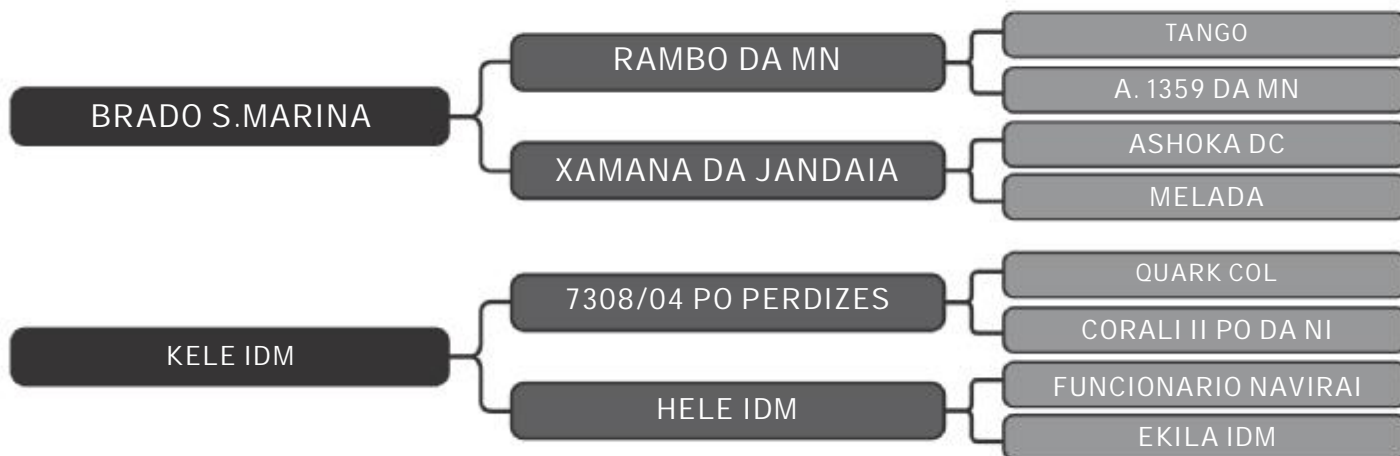 TANGO
RAMBO DA MN
A. 1359 DA MN
BRADO S.MARINA
ASHOKA DC
XAMANA DA JANDAIA
MELADA
QUARK COL
7308/04 PO PERDIZES
CORALI II PO DA NI
KELE IDM
FUNCIONARIO NAVIRAI
HELE IDM
EKILA IDM